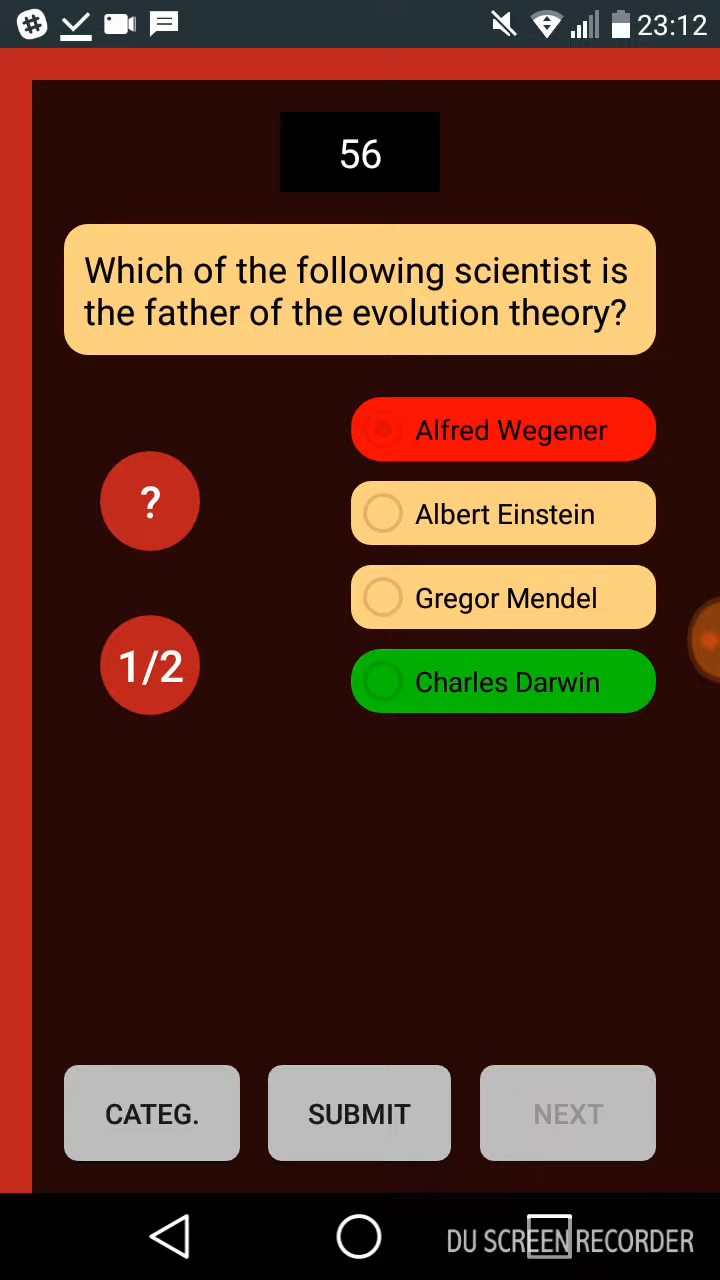 23:12
56
Which of the following scientist is
the father of the evolution theory?
Alfred Wegener
?
Albert Einstein
Gregor Mendel
1/2
Charles Darwin
CATEG.
SUBMIT
NEXT
DU SCREEN RECORDER